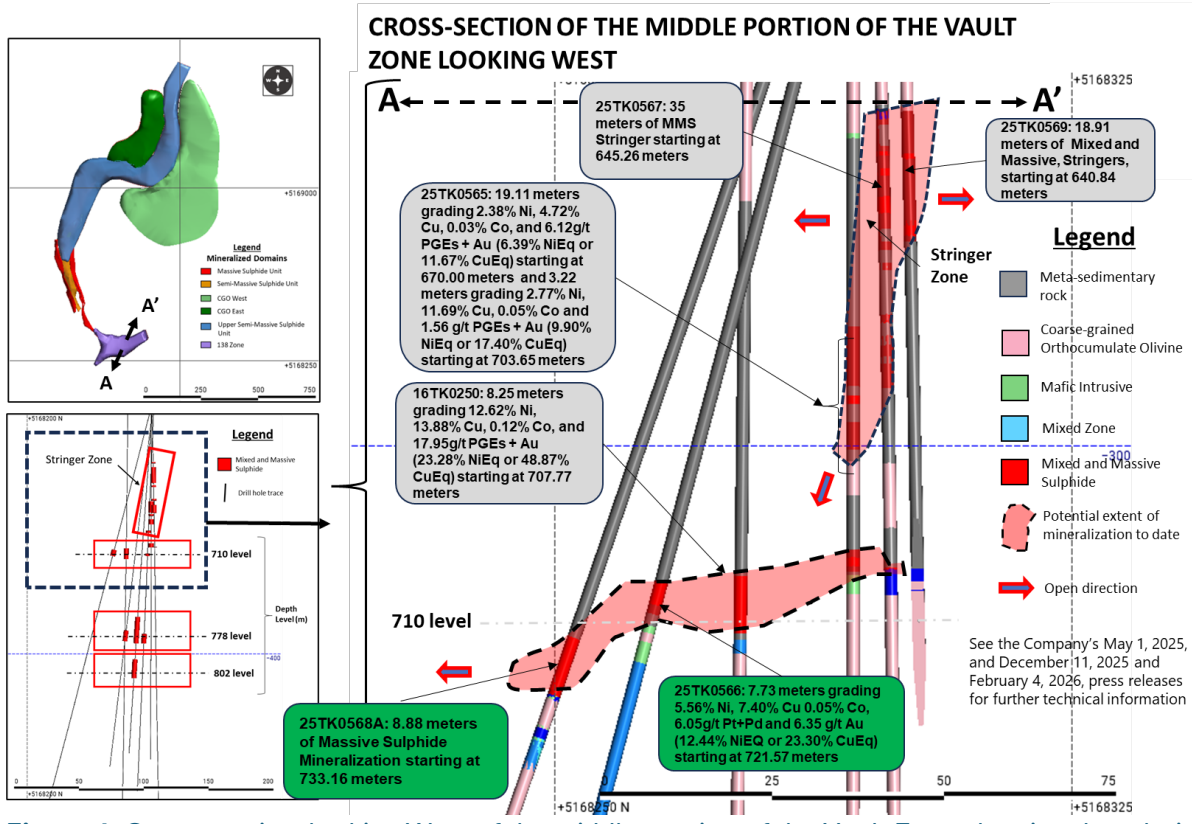 CROSS-SECTION OF THE MIDDLE PORTION OF THE VAULT
ZONE LOOKING WEST
+5169000
Legend
Mineralized Domains
Massive Sulphide Unit
Semi-Massive Sulphide Unit
CGO West
CGO East
Upper Semi-Massive Sulphide
Unit
138 Zone
A'
A
+5168250
0 250 500 750
+5168200 N
Legend
Mixed and Massive
Sulphide
Drill hole trace
Stringer Zone
710 level
Depth
Level (m)
778 level
-400
802 level
0 50 100 150 200
+5168200 N
A
A'
+5168325
25TK0567: 35
meters of MMS
Stringer starting at
645.26 meters
25TK0569: 18.91
meters of Mixed and
Massive, Stringers,
starting at 640.84
meters
25TK0565: 19.11 meters
grading 2.38% Ni, 4.72%
Cu, 0.03% Co, and 6.12g/t
PGEs + Au (6.39% NiEq or
11.67% CuEq) starting at
670.00 meters and 3.22
meters grading 2.77% Ni,
11.69% Cu, 0.05% Co and
1.56 g/t PGEs + Au (9.90%
NiEq or 17.40% CuEq)
starting at 703.65 meters
Stringer
Zone
16TK0250: 8.25 meters
grading 12.62% Ni,
13.88% Cu, 0.12% Co, and
17.95g/t PGEs + Au
(23.28% NiEq or 48.87%
CuEq) starting at 707.77
meters
Legend
Meta-sedimentary
rock
Coarse-grained
Orthocumulate Olivine
Mafic Intrusive
Mixed Zone
-300
Mixed and Massive
Sulphide
Potential extent of
mineralization to date
Open direction
710 level
See the Company's May 1, 2025,
and December 11, 2025 and
February 4, 2026, press releases
for further technical information
25TK0568A: 8.88 meters
of Massive Sulphide
Mineralization starting at
733.16 meters
25TK0566: 7.73 meters grading
5.56% Ni, 7.40% Cu 0.05% Co,
6.05g/t Pt+Pd and 6.35 g/t Au
(12.44% NiEQ or 23.30% CuEq)
starting at 721.57 meters
0 25 50 75
+5168250 N
+5168325